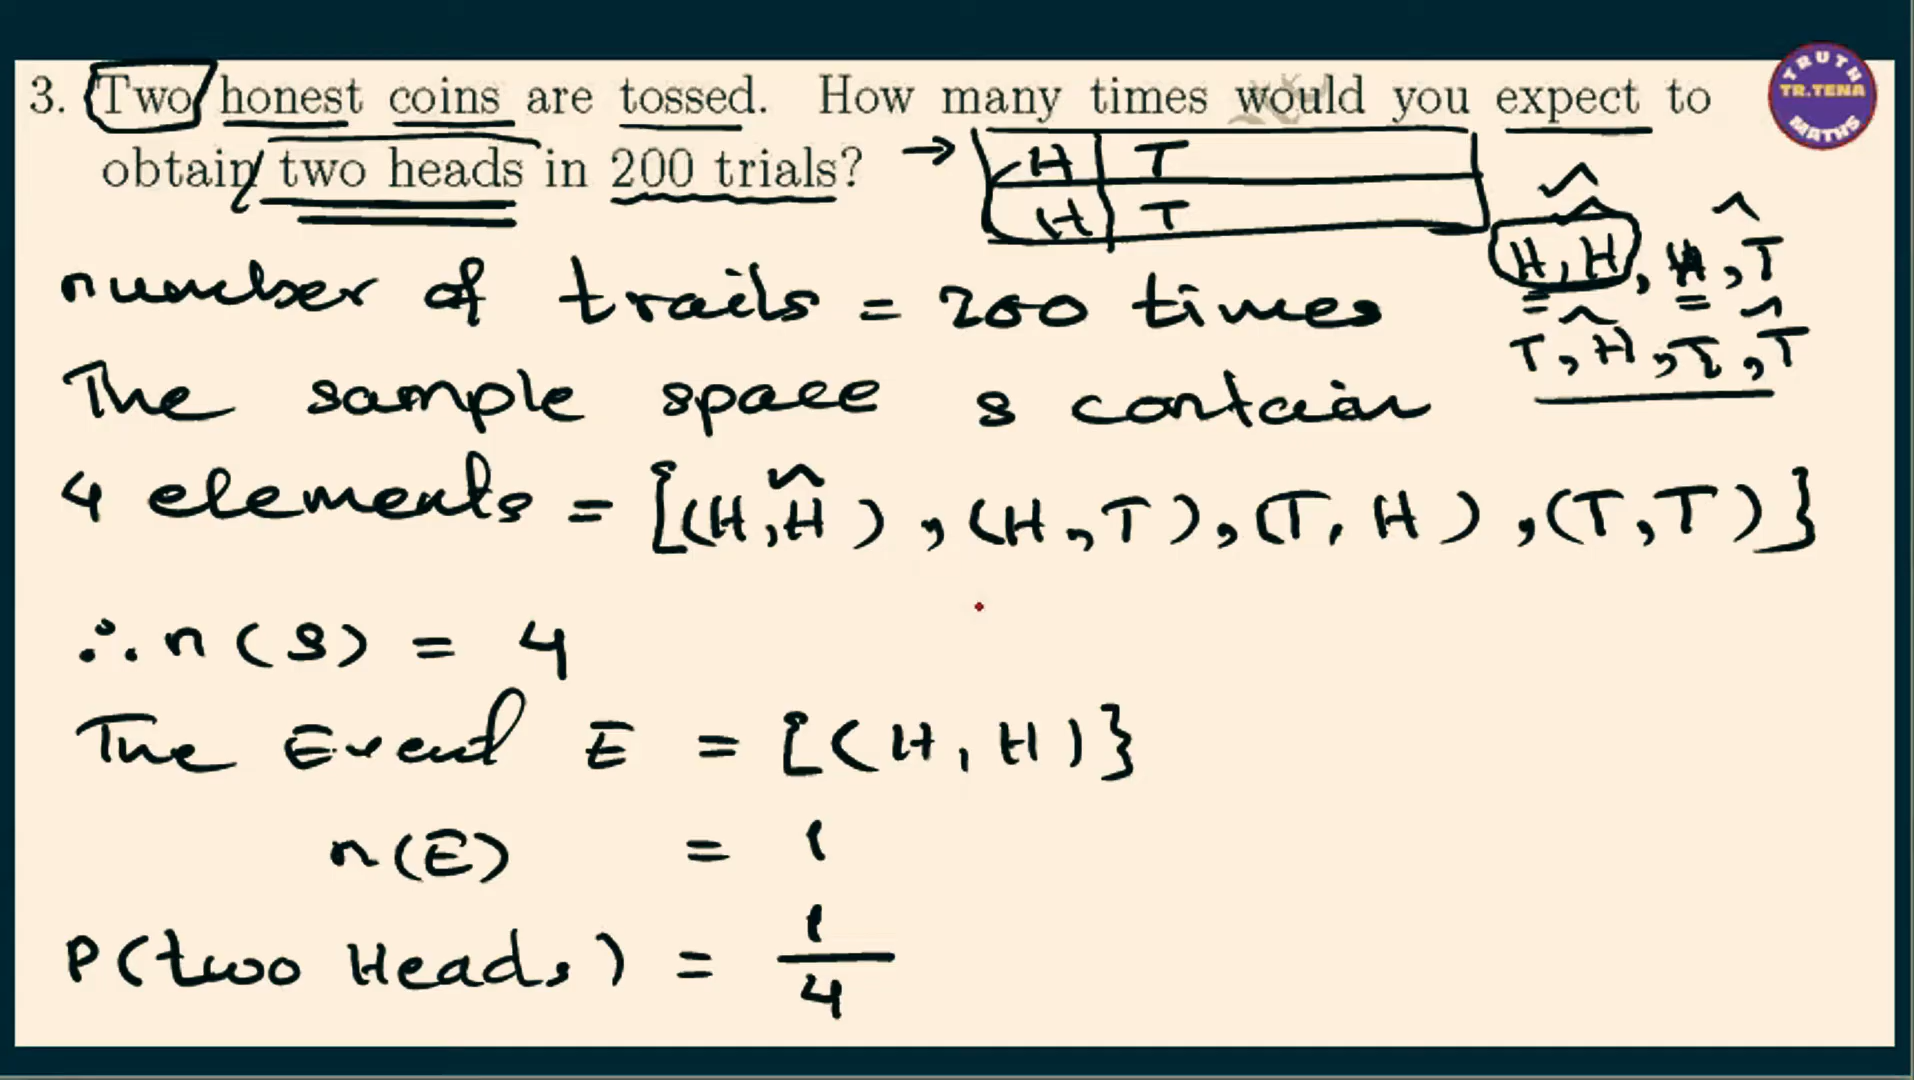 3. Two honest coins are tossed. How many times would you expect to
obtain two heads in 200 trials? → H T
H T
H, H, H, T
T, H, T, T
number of trails = 200 times
The sample space s contain
4 elements = [(H, H), (H, T), (T, H), (T, T)}
∴ n(s) = 4
The Event E = [(H, H)}
n(E) = 1
P(two Heads) = 1/4
TRUTH
TR.TENA
MATHS